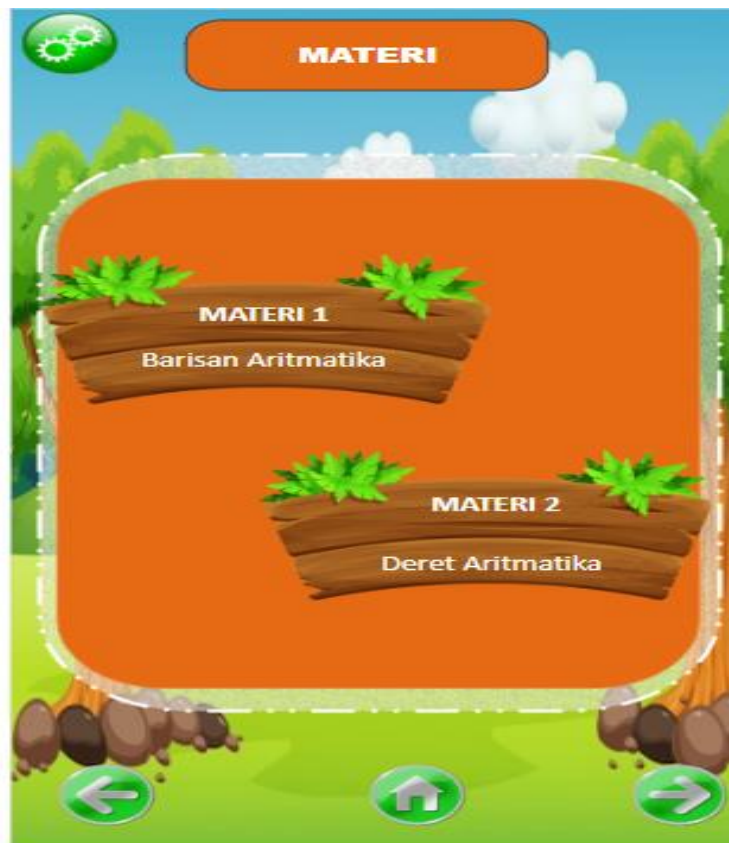 MATERI
MATERI 1
Barisan Aritmatika
MATERI 2
Deret Aritmatika